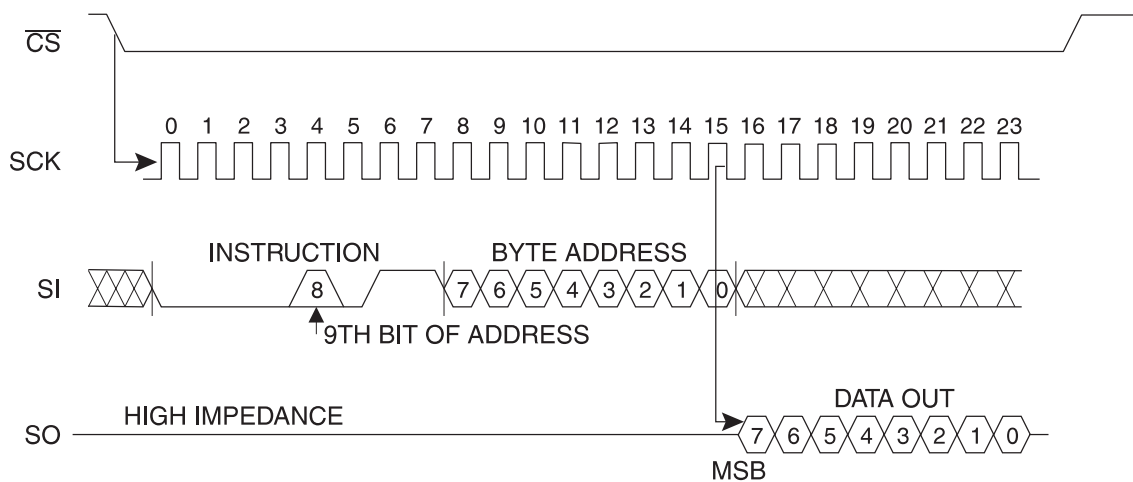 CS
0 1 2 3 4 5 6 7 8 9 10 11 12 13 14 15 16 17 18 19 20 21 22 23
SCK
INSTRUCTION BYTE ADDRESS
SI 8 7 6 5 4 3 2 1 0
9TH BIT OF ADDRESS
HIGH IMPEDANCE DATA OUT
SO 7 6 5 4 3 2 1 0
MSB